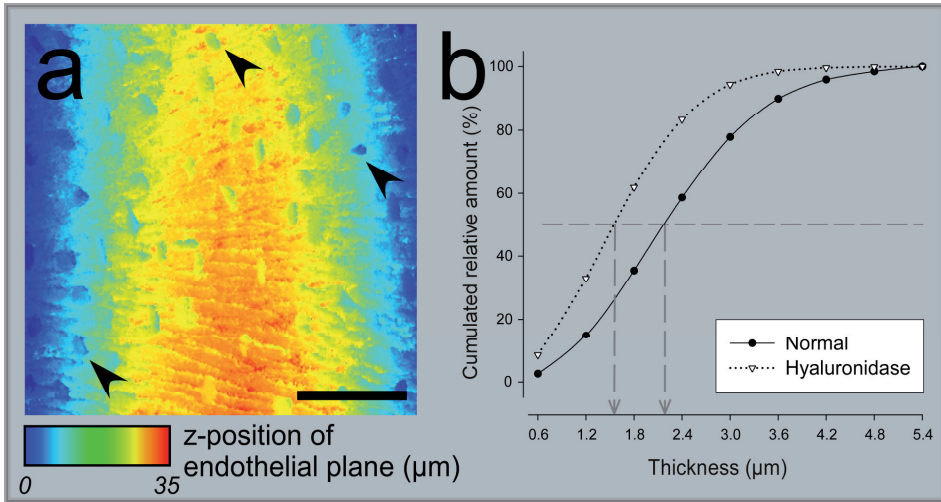 a
z-position of
endothelial plane (µm)
0
35
b
Cumulated relative amount (%)
100
80
60
40
20
0
Normal
Hyaluronidase
0.6 1.2 1.8 2.4 3.0 3.6 4.2 4.8 5.4
Thickness (µm)